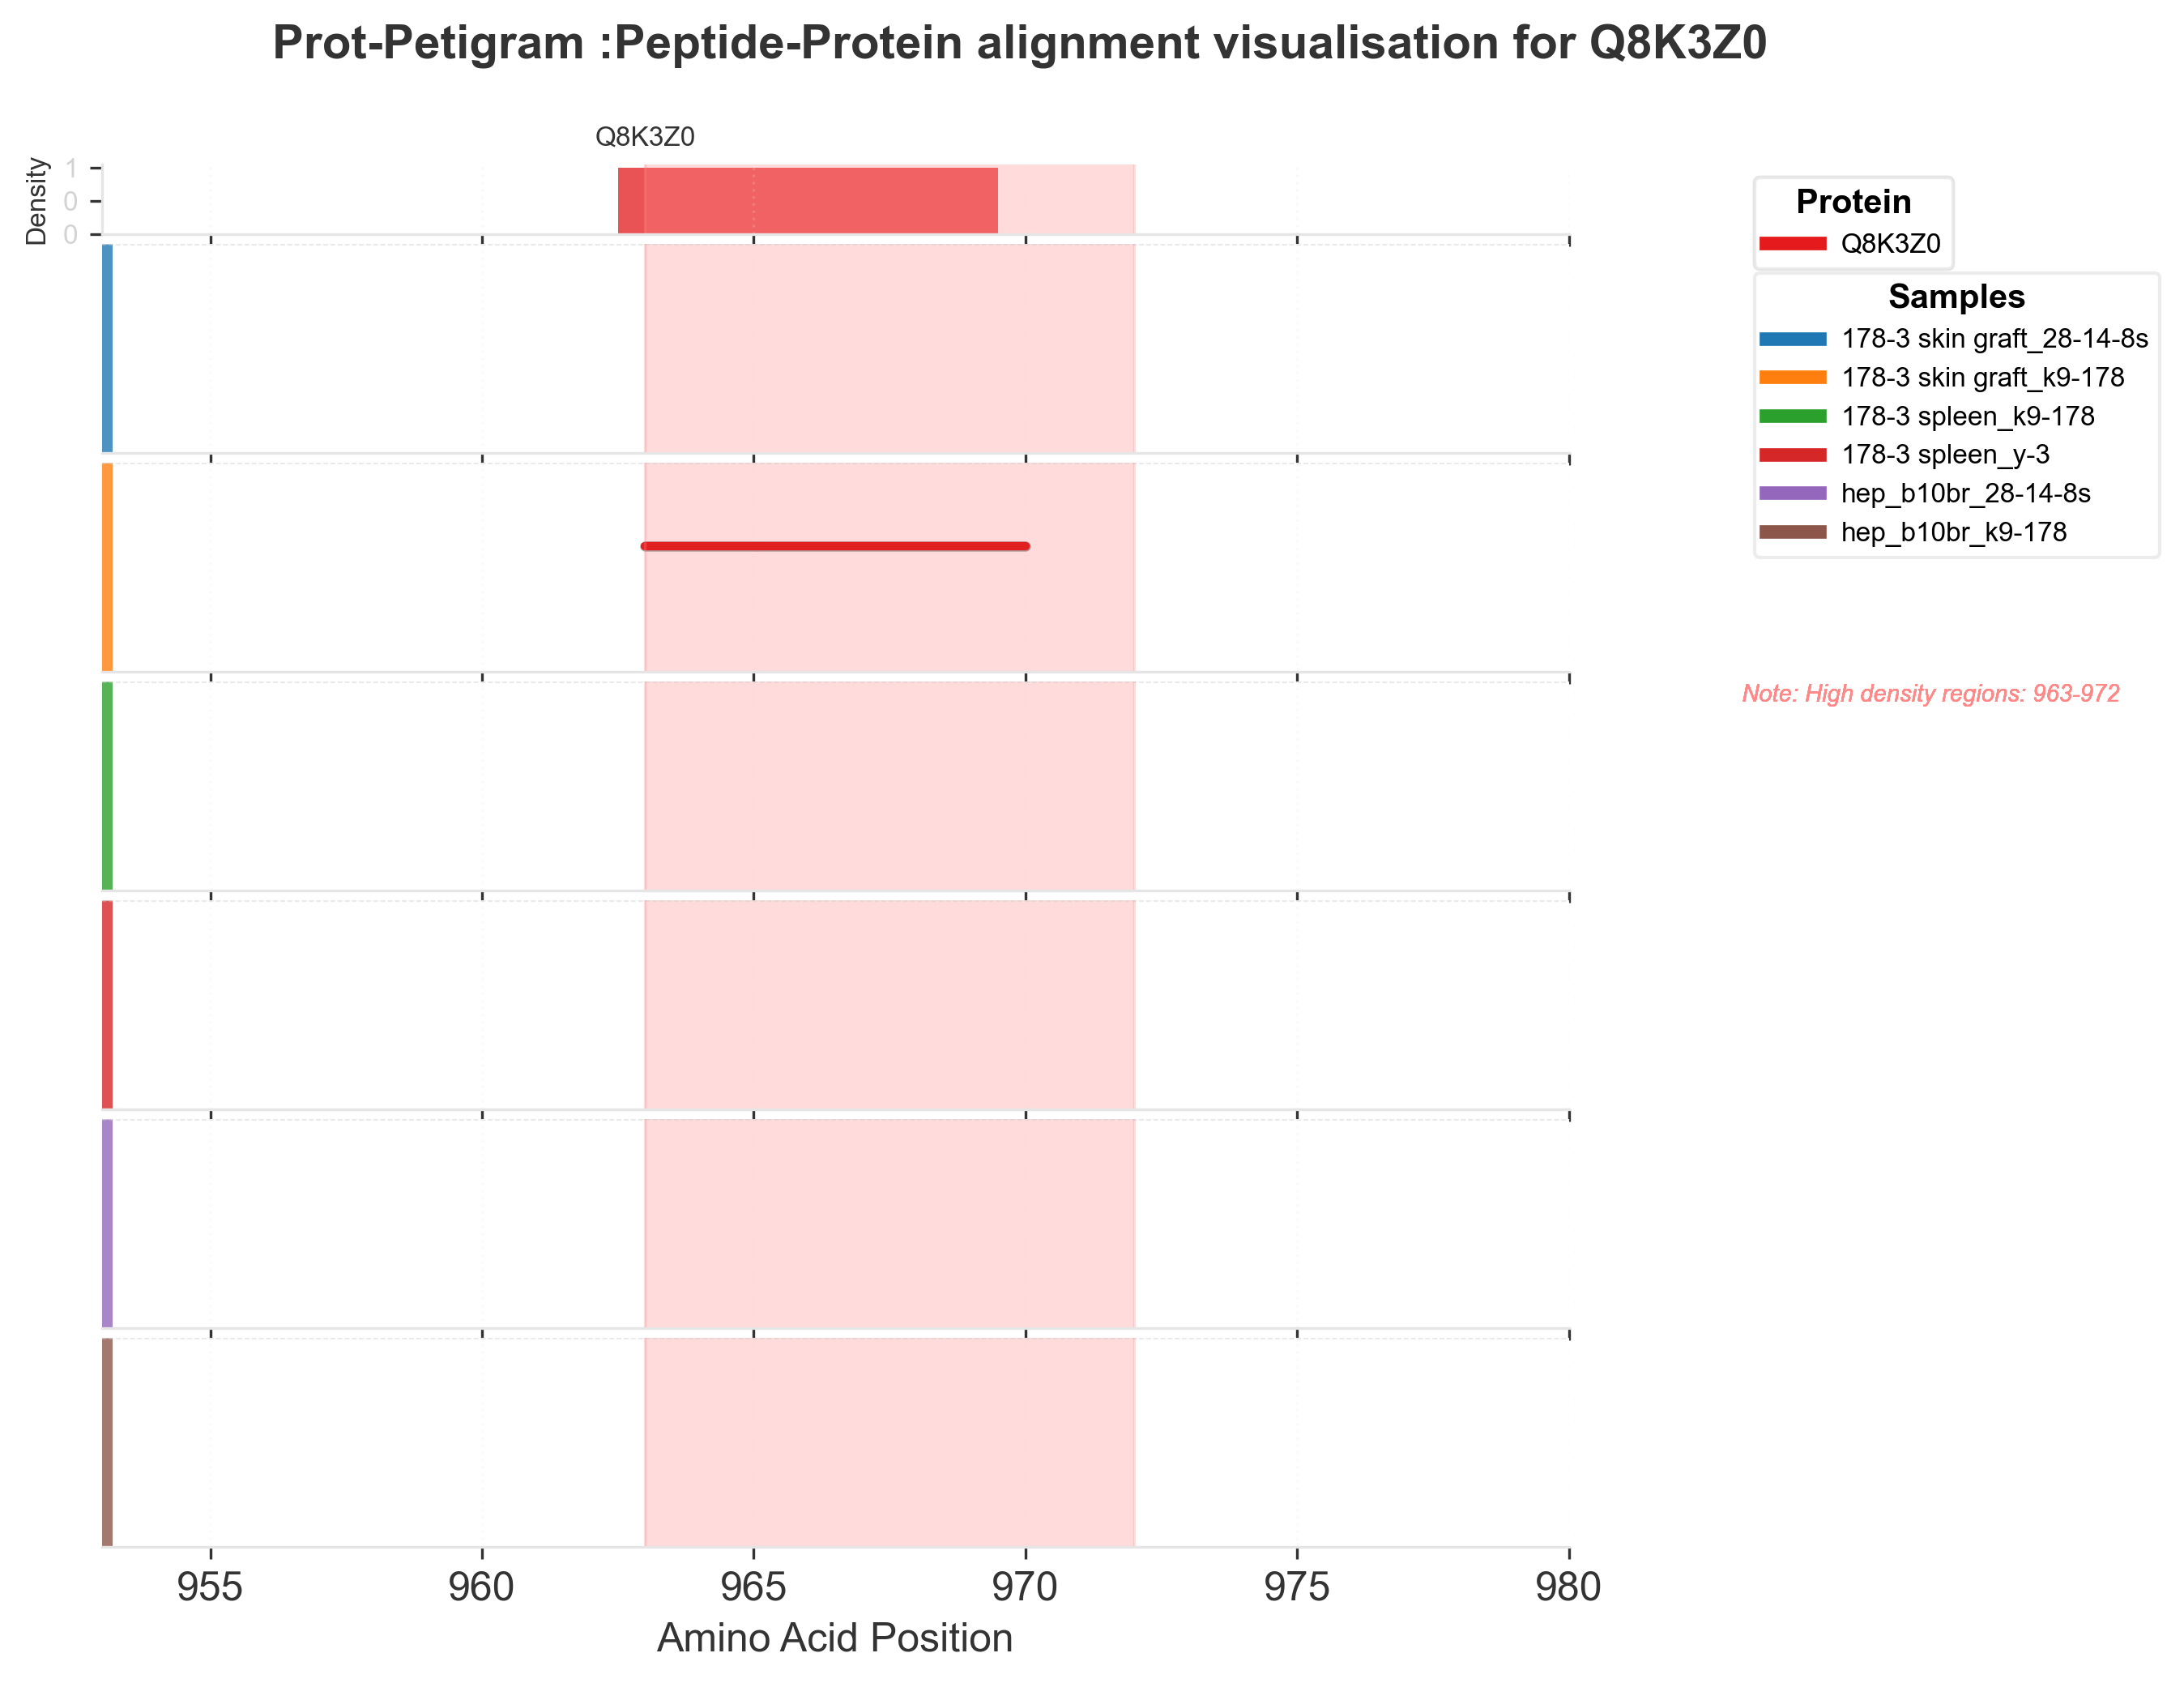 Prot-Petigram :Peptide-Protein alignment visualisation for Q8K3Z0
Q8K3Z0
Density
1
0
0
Protein
Q8K3Z0
Samples
178-3 skin graft_28-14-8s
178-3 skin graft_k9-178
178-3 spleen_k9-178
178-3 spleen_y-3
hep_b10br_28-14-8s
hep_b10br_k9-178
Note: High density regions: 963-972
955 960 965 970 975 980
Amino Acid Position